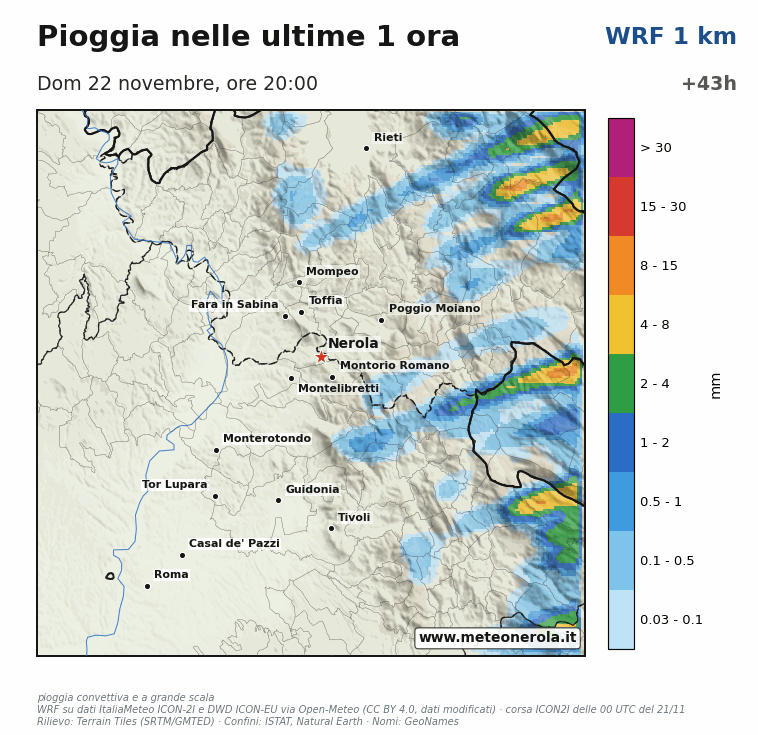 Pioggia nelle ultime 1 ora
WRF 1 km
Dom 22 novembre, ore 20:00
+43h
Rieti
Mompeo
Fara in Sabina
Toffia
Poggio Moiano
Nerola
Montorio Romano
Montelibretti
Monterotondo
Tor Lupara
Guidonia
Tivoli
Casal de' Pazzi
Roma
www.meteonerola.it
> 30
15 - 30
8 - 15
4 - 8
2 - 4
1 - 2
0.5 - 1
0.1 - 0.5
0.03 - 0.1
mm
pioggia convettiva e a grande scala
WRF su dati ItaliaMeteo ICON-2I e DWD ICON-EU via Open-Meteo (CC BY 4.0, dati modificati) · corsa ICON2I delle 00 UTC del 21/11
Rilievo: Terrain Tiles (SRTM/GMTED) · Confini: ISTAT, Natural Earth · Nomi: GeoNames